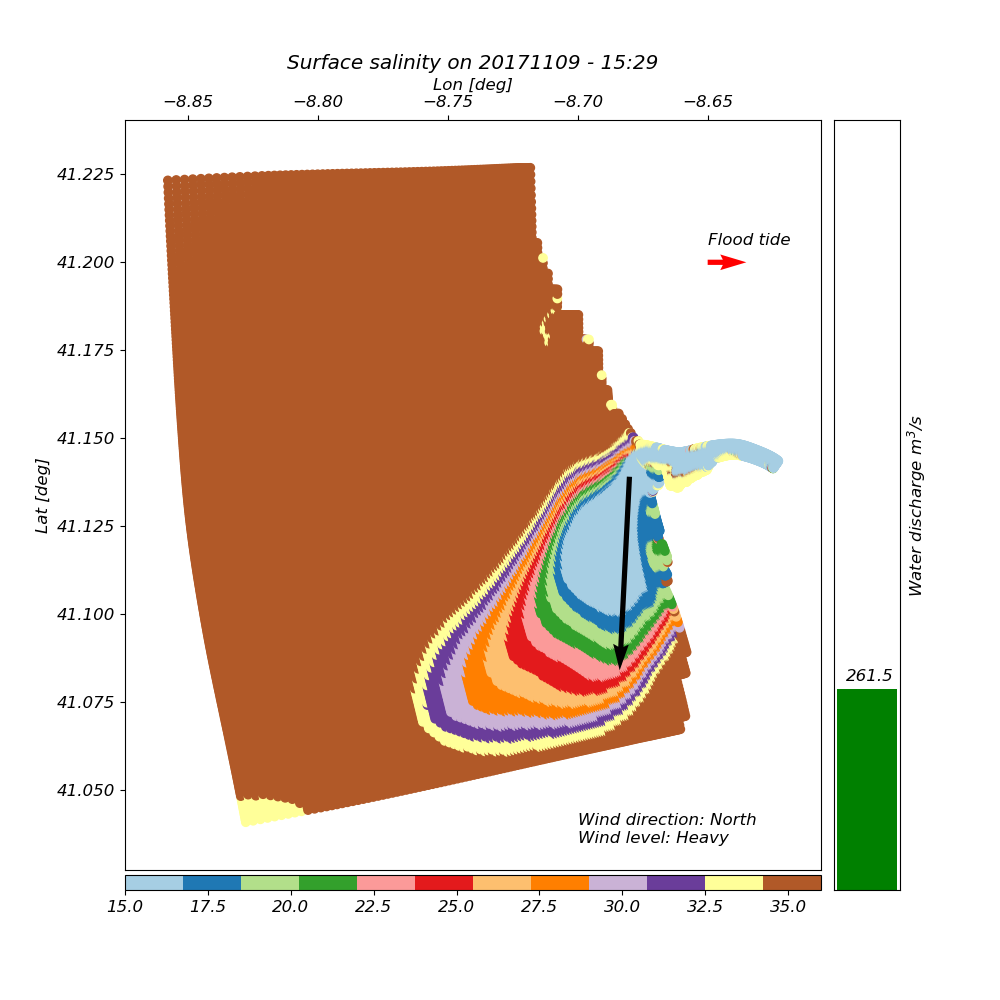 Surface salinity on 20171109 - 15:29
Lon [deg]
−8.85 −8.80 −8.75 −8.70 −8.65
41.225
41.200
41.175
41.150
41.125
41.100
41.075
41.050
Lat [deg]
Flood tide
Wind direction: North
Wind level: Heavy
15.0 17.5 20.0 22.5 25.0 27.5 30.0 32.5 35.0
261.5
Water discharge m³/s